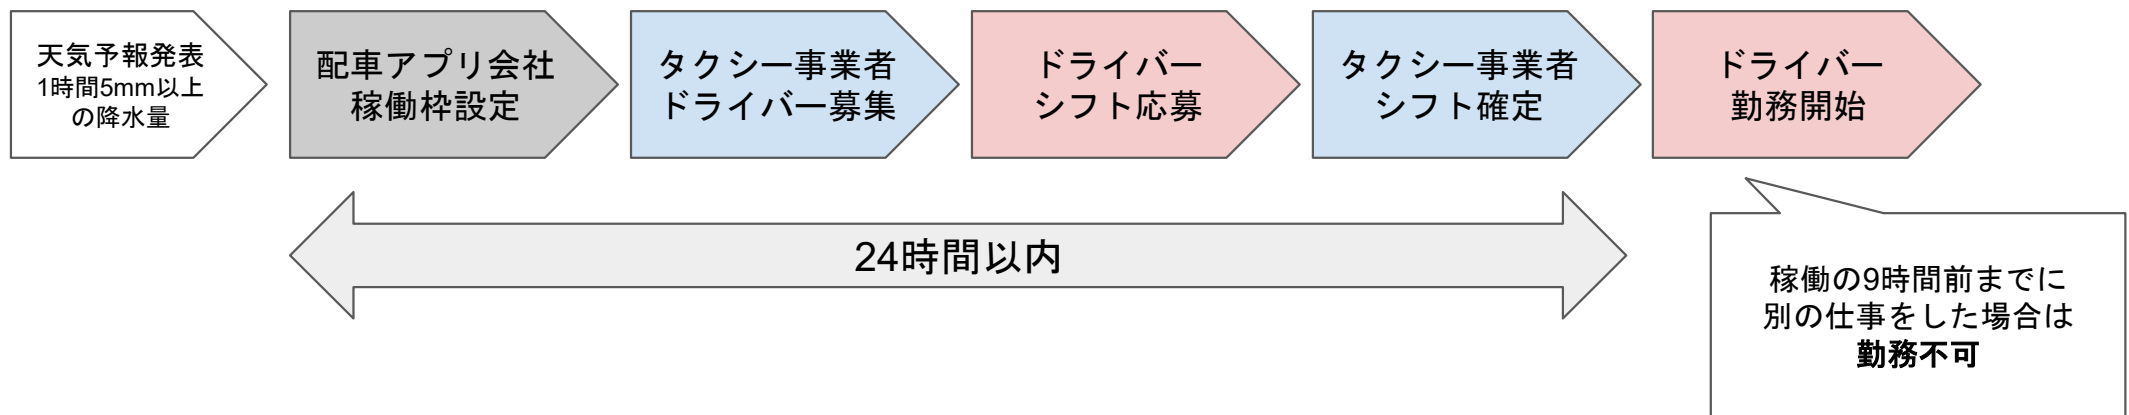 天気予報発表
1時間5mm以上
の降水量
配車アプリ会社
稼働枠設定
タクシー事業者
ドライバー募集
ドライバー
シフト応募
タクシー事業者
シフト確定
ドライバー
勤務開始
24時間以内
稼働の9時間前までに
別の仕事をした場合は
勤務不可